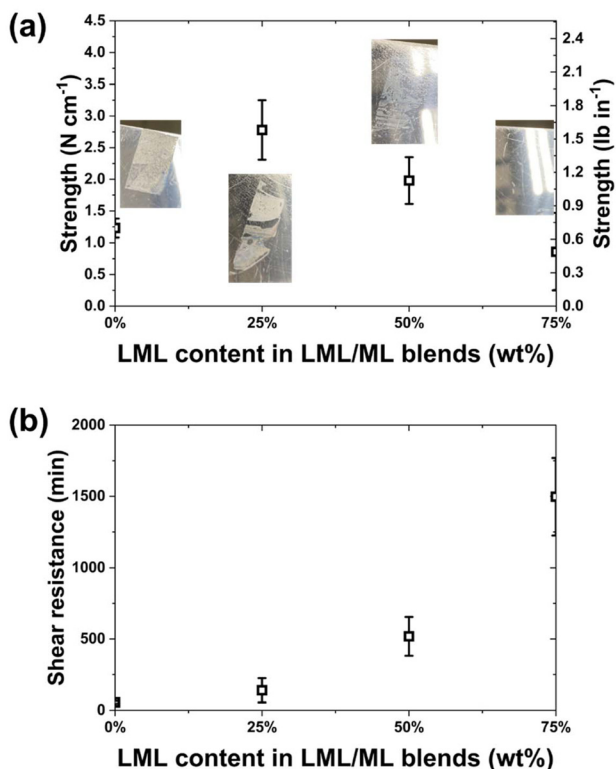 (a)
Strength (N cm⁻¹)
4.5
4.0
3.5
3.0
2.5
2.0
1.5
1.0
0.5
0.0
2.4
2.1
1.8
1.5
1.2
0.9
0.6
0.3
0.0
Strength (lb in⁻¹)
0% 25% 50% 75%
LML content in LML/ML blends (wt%)
(b)
Shear resistance (min)
2000
1500
1000
500
0
0% 25% 50% 75%
LML content in LML/ML blends (wt%)